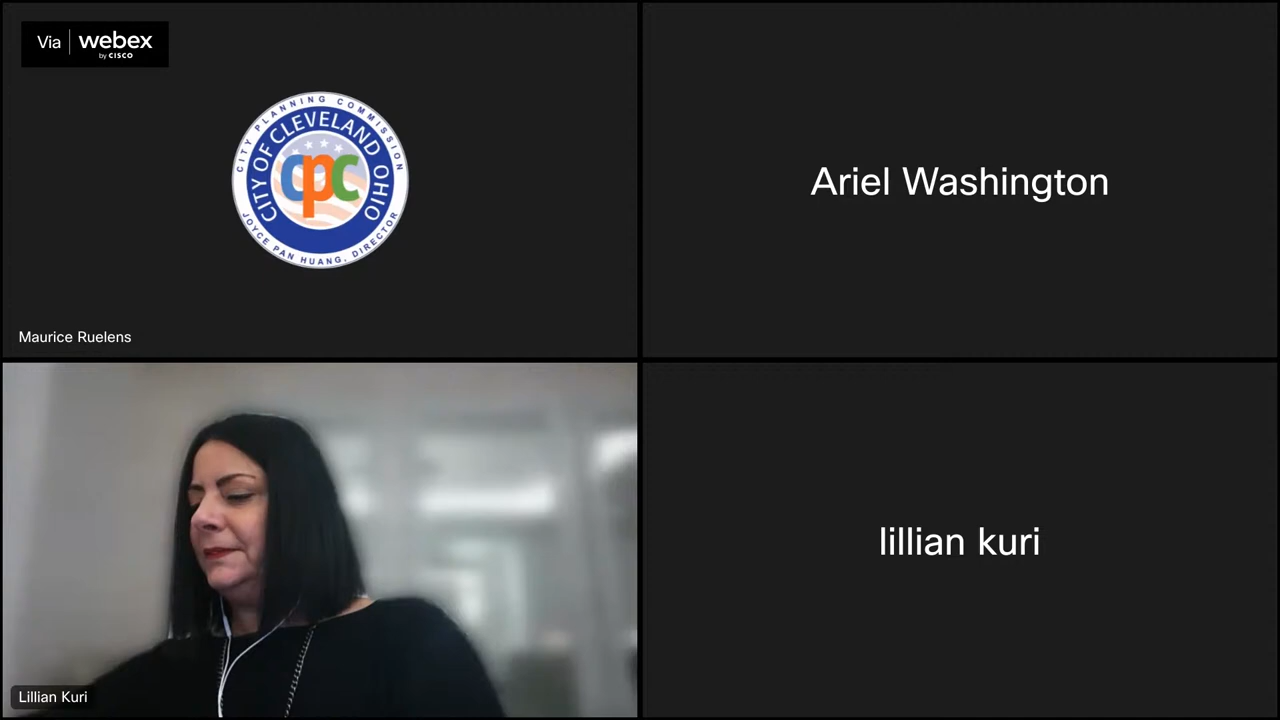 Via webex
by CISCO
CITY PLANNING COMMISSION
CITY OF CLEVELAND OHIO
cpc
JOYCE PAN HUANG, DIRECTOR
Maurice Ruelens
Ariel Washington
Lillian Kuri
lillian kuri